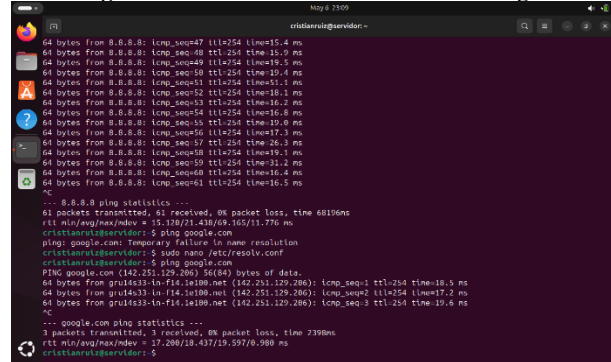 May 6 23:09
cristianruiz@servidor: ~
64 bytes from 8.8.8.8: icmp_seq=47 ttl=254 time=15.4 ms
64 bytes from 8.8.8.8: icmp_seq=48 ttl=254 time=15.9 ms
64 bytes from 8.8.8.8: icmp_seq=49 ttl=254 time=19.5 ms
64 bytes from 8.8.8.8: icmp_seq=50 ttl=254 time=19.4 ms
64 bytes from 8.8.8.8: icmp_seq=51 ttl=254 time=51.1 ms
64 bytes from 8.8.8.8: icmp_seq=52 ttl=254 time=18.1 ms
64 bytes from 8.8.8.8: icmp_seq=53 ttl=254 time=16.2 ms
64 bytes from 8.8.8.8: icmp_seq=54 ttl=254 time=16.8 ms
64 bytes from 8.8.8.8: icmp_seq=55 ttl=254 time=19.0 ms
64 bytes from 8.8.8.8: icmp_seq=56 ttl=254 time=17.3 ms
64 bytes from 8.8.8.8: icmp_seq=57 ttl=254 time=26.3 ms
64 bytes from 8.8.8.8: icmp_seq=58 ttl=254 time=19.1 ms
64 bytes from 8.8.8.8: icmp_seq=59 ttl=254 time=31.2 ms
64 bytes from 8.8.8.8: icmp_seq=60 ttl=254 time=16.4 ms
64 bytes from 8.8.8.8: icmp_seq=61 ttl=254 time=16.5 ms
^C
--- 8.8.8.8 ping statistics ---
61 packets transmitted, 61 received, 0% packet loss, time 68196ms
rtt min/avg/max/mdev = 15.120/21.438/69.165/11.776 ms
cristianruiz@servidor:~$ ping google.com
ping: google.com: Temporary failure in name resolution
cristianruiz@servidor:~$ sudo nano /etc/resolv.conf
cristianruiz@servidor:~$ ping google.com
PING google.com (142.251.129.206) 56(84) bytes of data.
64 bytes from gru14s33-in-f14.1e100.net (142.251.129.206): icmp_seq=1 ttl=254 time=18.5 ms
64 bytes from gru14s33-in-f14.1e100.net (142.251.129.206): icmp_seq=2 ttl=254 time=17.2 ms
64 bytes from gru14s33-in-f14.1e100.net (142.251.129.206): icmp_seq=3 ttl=254 time=19.6 ms
^C
--- google.com ping statistics ---
3 packets transmitted, 3 received, 0% packet loss, time 2398ms
rtt min/avg/max/mdev = 17.200/18.437/19.597/0.980 ms
cristianruiz@servidor:~$